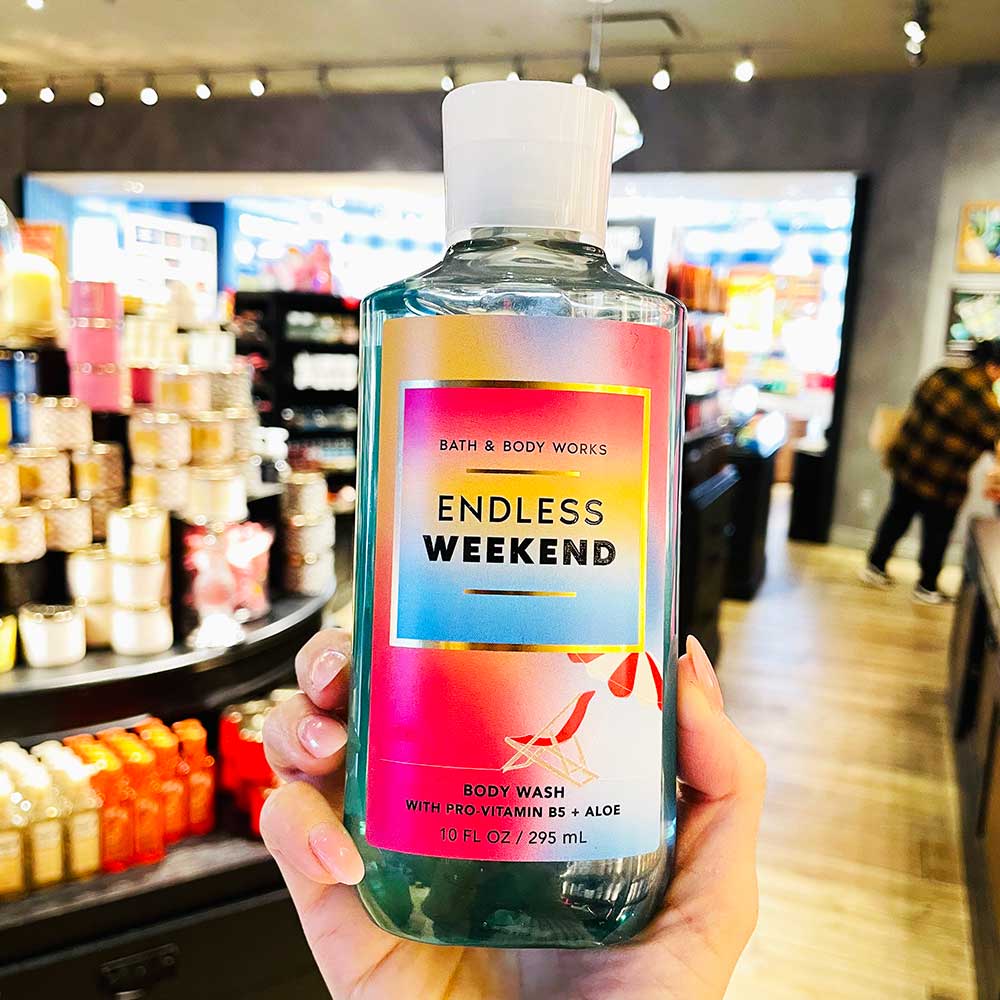 BATH & BODY WORKS
ENDLESS
WEEKEND
BODY WASH
WITH PRO-VITAMIN B5 + ALOE
10 FL OZ / 295 mL